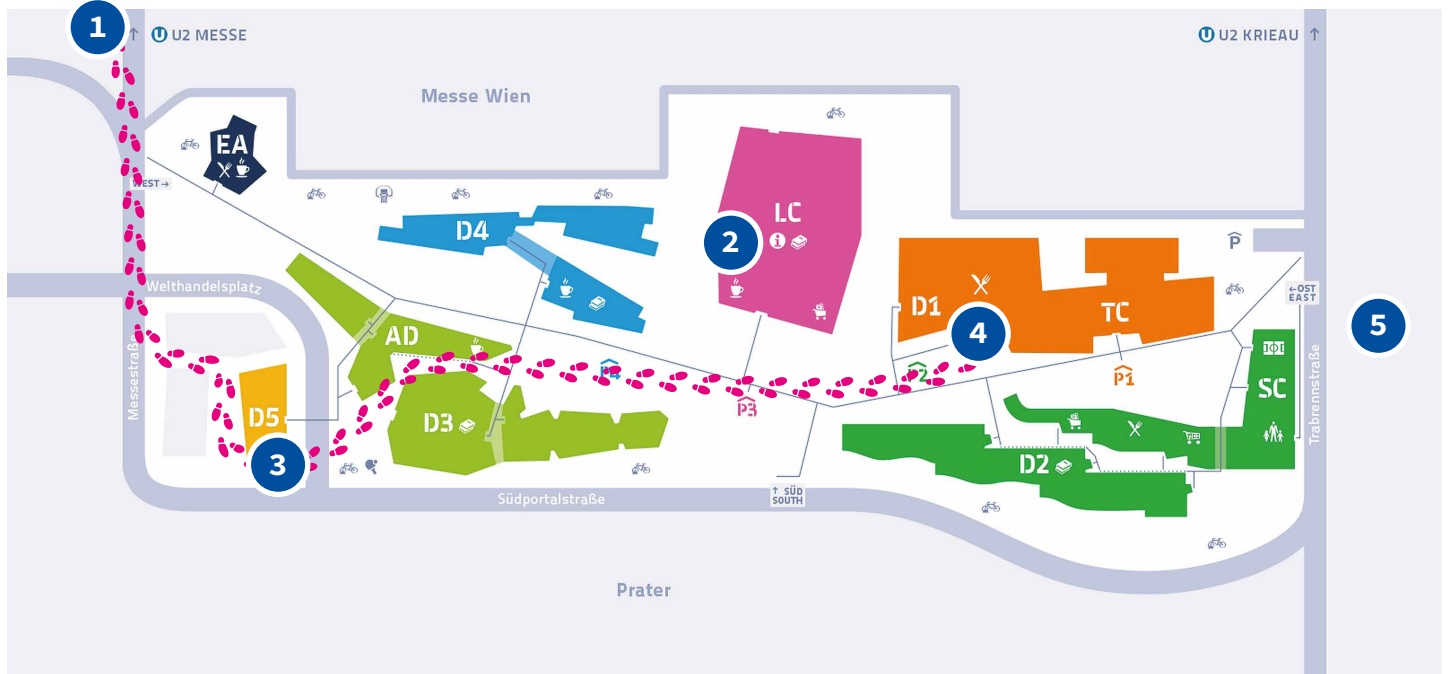 1
U U2 MESSE
U U2 KRIEAU
Messe Wien
EA
WEST→
D4
LC
2
i
P
←OST
EAST
Welthandelsplatz
AD
D1
TC
4
5
P4
P2
P1
P3
Messestraße
Trabrennstraße
D5
D3
SC
3
D2
↑ SÜD
SOUTH
Südportalstraße
Prater